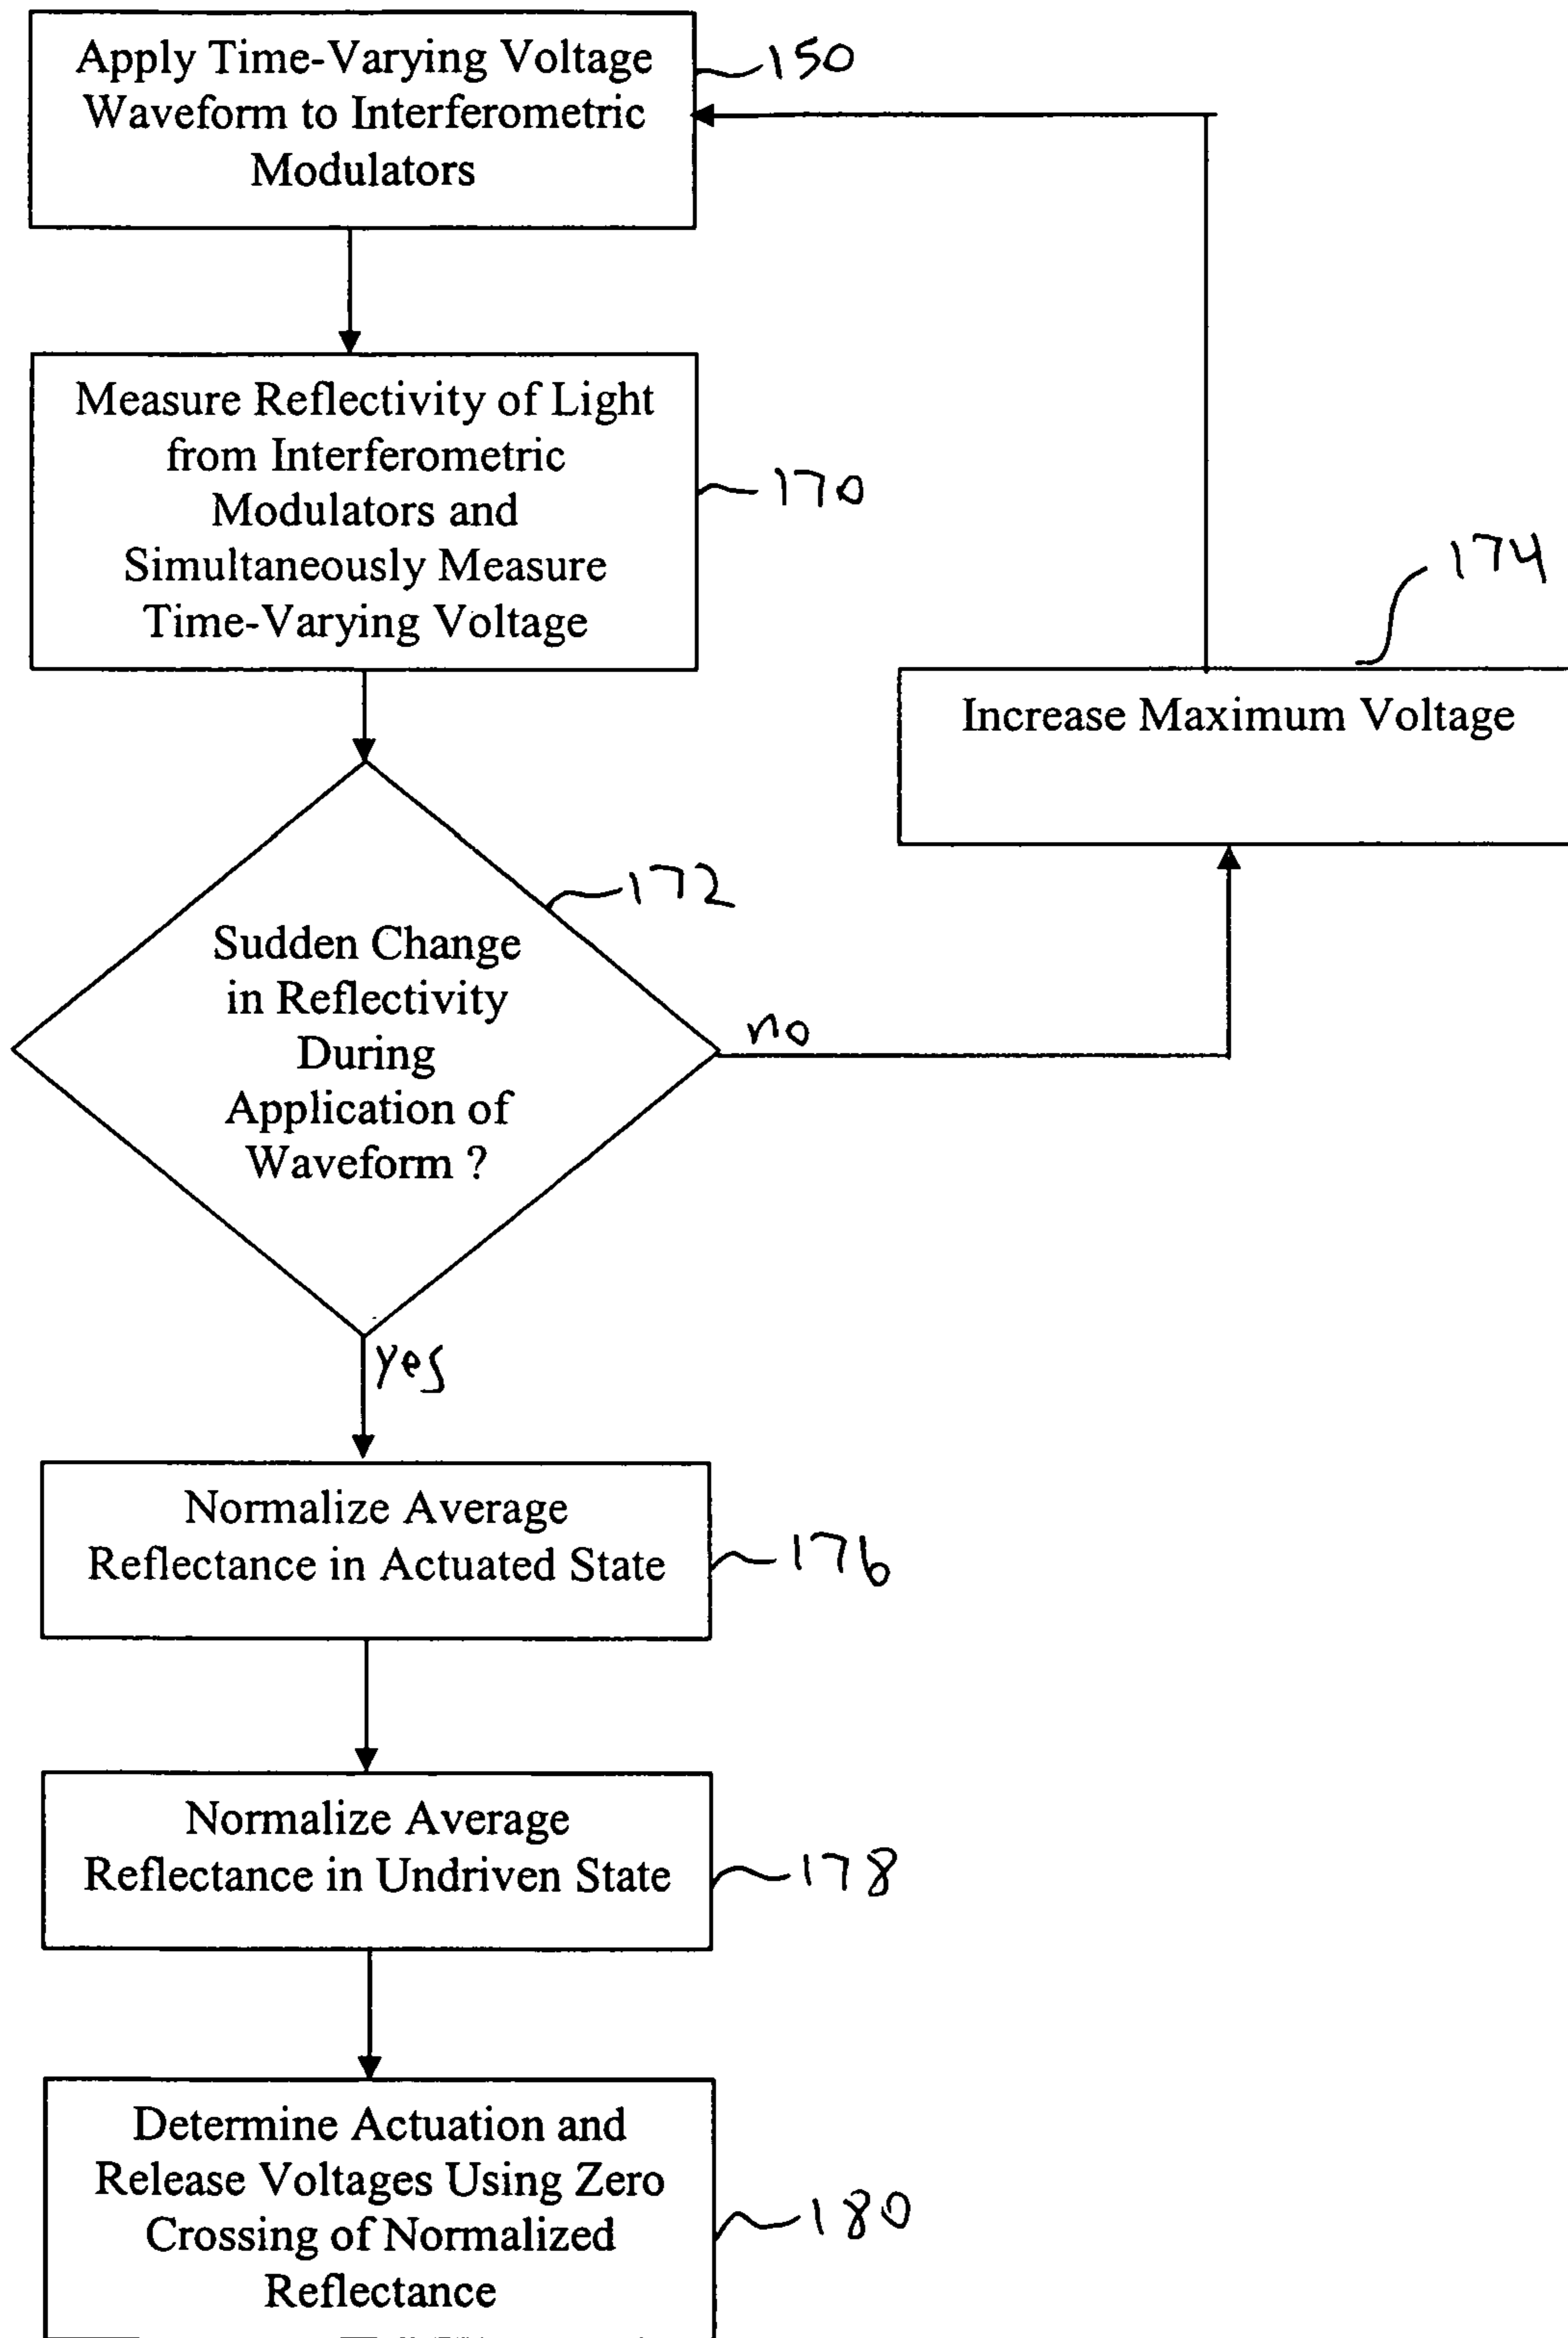 Apply Time-Varying Voltage
Waveform to Interferometric
Modulators
150
Measure Reflectivity of Light
from Interferometric
Modulators and
Simultaneously Measure
Time-Varying Voltage
170
174
Increase Maximum Voltage
172
Sudden Change
in Reflectivity
During
Application of
Waveform ?
no
yes
Normalize Average
Reflectance in Actuated State
176
Normalize Average
Reflectance in Undriven State
178
Determine Actuation and
Release Voltages Using Zero
Crossing of Normalized
Reflectance
180